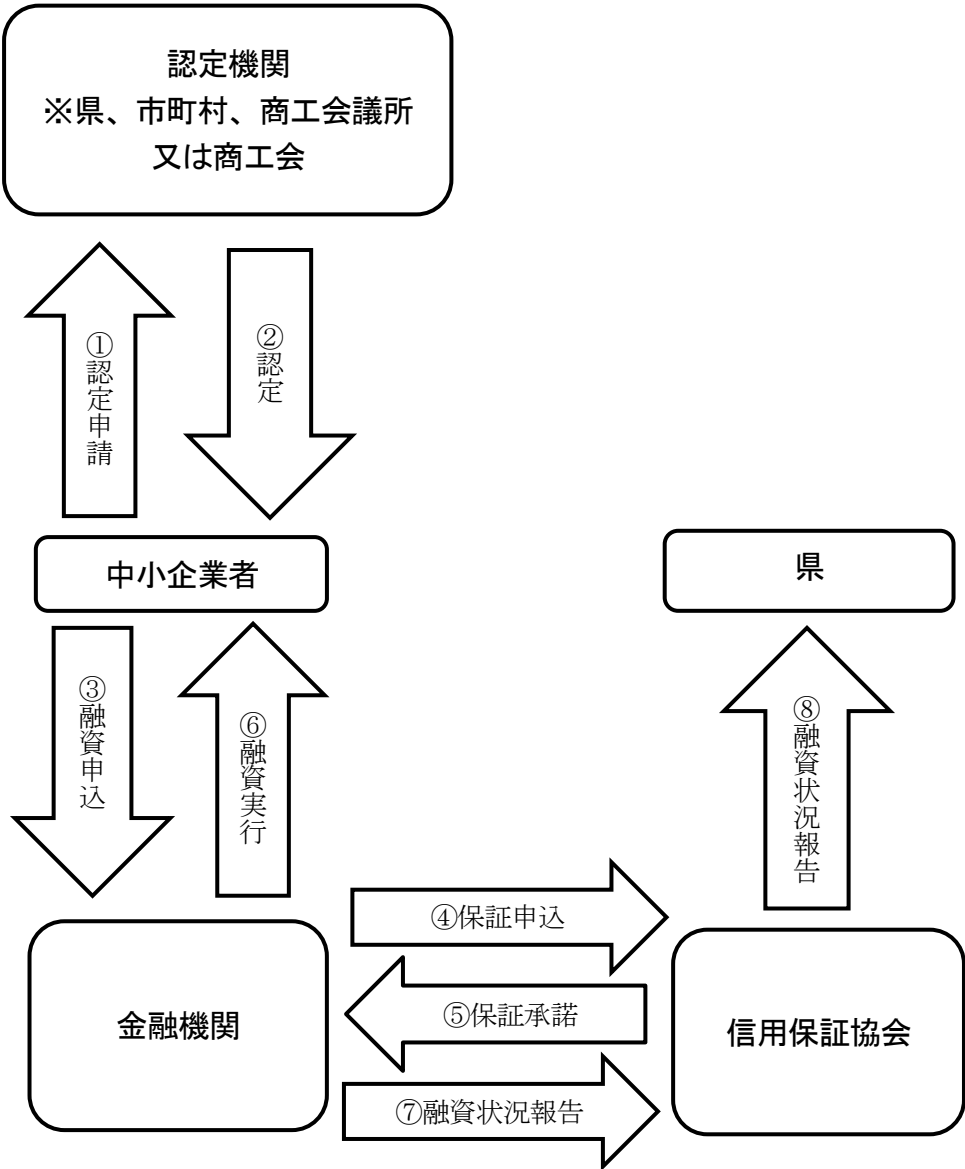 認定機関
※県、市町村、商工会議所
又は商工会
①認定申請
②認定
中小企業者
県
③融資申込
⑥融資実行
⑧融資状況報告
④保証申込
金融機関
⑤保証承諾
信用保証協会
⑦融資状況報告